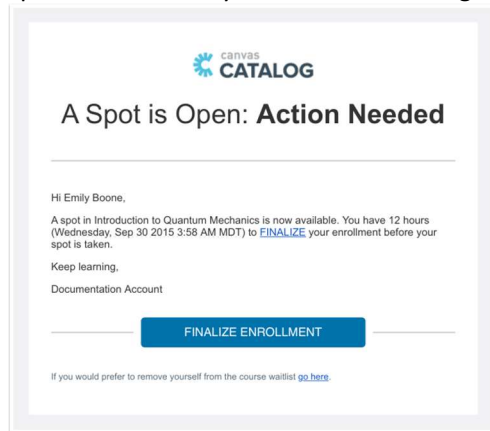 canvas
CATALOG
A Spot is Open: Action Needed
Hi Emily Boone,
A spot in Introduction to Quantum Mechanics is now available. You have 12 hours
(Wednesday, Sep 30 2015 3:58 AM MDT) to FINALIZE your enrollment before your
spot is taken.
Keep learning,
Documentation Account
FINALIZE ENROLLMENT
If you would prefer to remove yourself from the course waitlist go here.